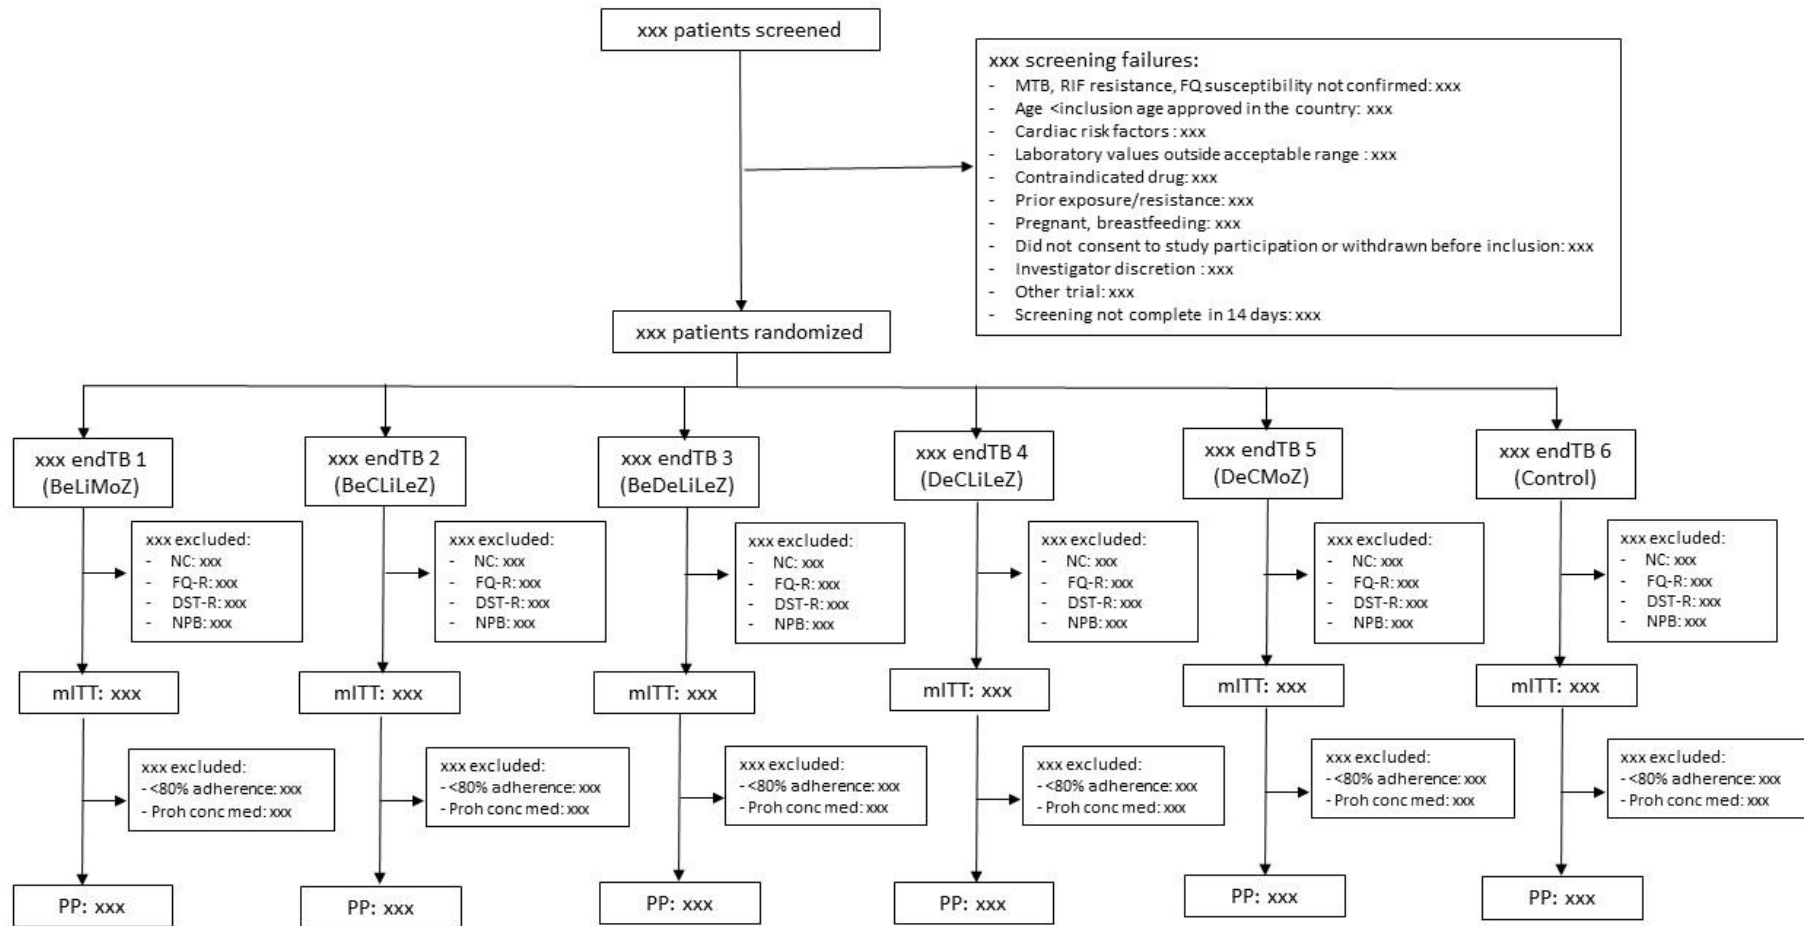 xxx patients screened
xxx screening failures:
- MTB, RIF resistance, FQ susceptibility not confirmed: xxx
- Age <inclusion age approved in the country: xxx
- Cardiac risk factors : xxx
- Laboratory values outside acceptable range : xxx
- Contraindicated drug: xxx
- Prior exposure/resistance: xxx
- Pregnant, breastfeeding: xxx
- Did not consent to study participation or withdrawn before inclusion: xxx
- Investigator discretion : xxx
- Other trial: xxx
- Screening not complete in 14 days: xxx
xxx patients randomized
xxx endTB 1
(BeLiMoZ)
xxx endTB 2
(BeCLiLeZ)
xxx endTB 3
(BeDeLiLeZ)
xxx endTB 4
(DeCLiLeZ)
xxx endTB 5
(DeCMoZ)
xxx endTB 6
(Control)
xxx excluded:
- NC: xxx
- FQ-R: xxx
- DST-R: xxx
- NPB: xxx
xxx excluded:
- NC: xxx
- FQ-R: xxx
- DST-R: xxx
- NPB: xxx
xxx excluded:
- NC: xxx
- FQ-R: xxx
- DST-R: xxx
- NPB: xxx
xxx excluded:
- NC: xxx
- FQ-R: xxx
- DST-R: xxx
- NPB: xxx
xxx excluded:
- NC: xxx
- FQ-R: xxx
- DST-R: xxx
- NPB: xxx
xxx excluded:
- NC: xxx
- FQ-R: xxx
- DST-R: xxx
- NPB: xxx
mITT: xxx
mITT: xxx
mITT: xxx
mITT: xxx
mITT: xxx
mITT: xxx
xxx excluded:
- <80% adherence: xxx
- Proh conc med: xxx
xxx excluded:
- <80% adherence: xxx
- Proh conc med: xxx
xxx excluded:
- <80% adherence: xxx
- Proh conc med: xxx
xxx excluded:
- <80% adherence: xxx
- Proh conc med: xxx
xxx excluded:
- <80% adherence: xxx
- Proh conc med: xxx
xxx excluded:
- <80% adherence: xxx
- Proh conc med: xxx
PP: xxx
PP: xxx
PP: xxx
PP: xxx
PP: xxx
PP: xxx